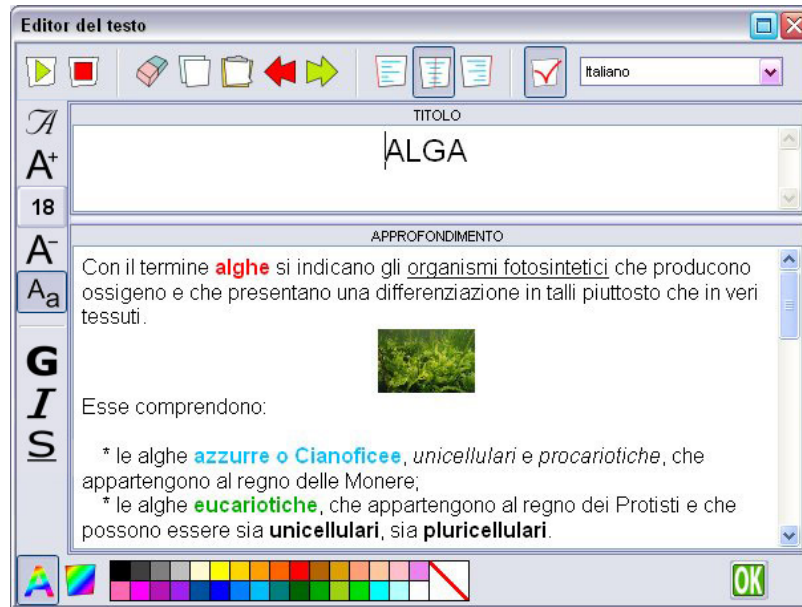 Editor del testo
Italiano
A
TITOLO
A+
ALGA
18
A-
APPROFONDIMENTO
Aa
Con il termine alghe si indicano gli organismi fotosintetici che producono
ossigeno e che presentano una differenziazione in talli piuttosto che in veri
tessuti.
G
I
Esse comprendono:
S
* le alghe azzurre o Cianoficee, unicellulari e procariotiche, che
appartengono al regno delle Monere;
* le alghe eucariotiche, che appartengono al regno dei Protisti e che
possono essere sia unicellulari, sia pluricellulari.
A
OK